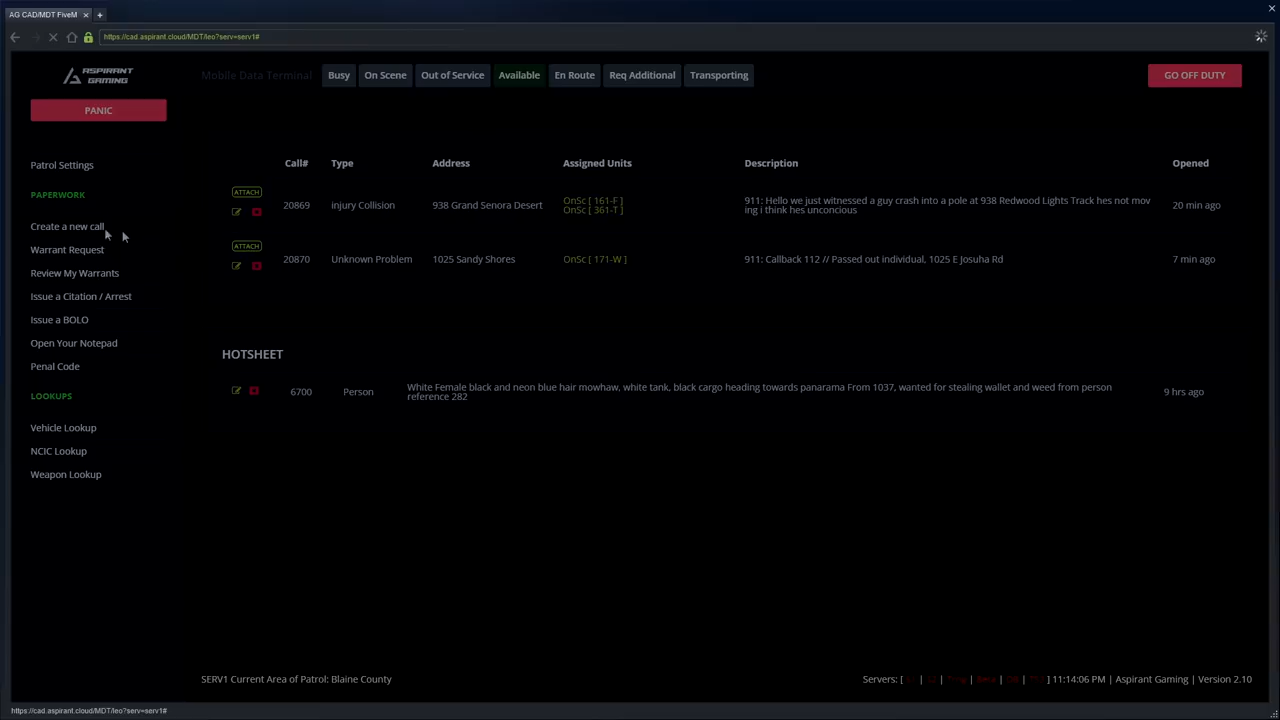 AG CAD/MDT FiveM
https://cad.aspirant.cloud/MDT/leo?serv=serv1#
ASPIRANT
GAMING
Mobile Data Terminal
Busy
On Scene
Out of Service
Available
En Route
Req Additional
Transporting
GO OFF DUTY
PANIC
Patrol Settings
PAPERWORK
Create a new call
Warrant Request
Review My Warrants
Issue a Citation / Arrest
Issue a BOLO
Open Your Notepad
Penal Code
LOOKUPS
Vehicle Lookup
NCIC Lookup
Weapon Lookup
Call# Type Address Assigned Units Description Opened
ATTACH
20869 injury Collision 938 Grand Senora Desert
OnSc [ 161-F ]
OnSc [ 361-T ]
911: Hello we just witnessed a guy crash into a pole at 938 Redwood Lights Track hes not mov
ing i think hes unconcious
20 min ago
ATTACH
20870 Unknown Problem 1025 Sandy Shores OnSc [ 171-W ] 911: Callback 112 // Passed out individual, 1025 E Josuha Rd 7 min ago
HOTSHEET
6700 Person
White Female black and neon blue hair mowhaw, white tank, black cargo heading towards panarama From 1037, wanted for stealing wallet and weed from person
reference 282
9 hrs ago
SERV1 Current Area of Patrol: Blaine County
Servers: [ | | | | | ] 11:14:06 PM | Aspirant Gaming | Version 2.10
https://cad.aspirant.cloud/MDT/leo?serv=serv1#